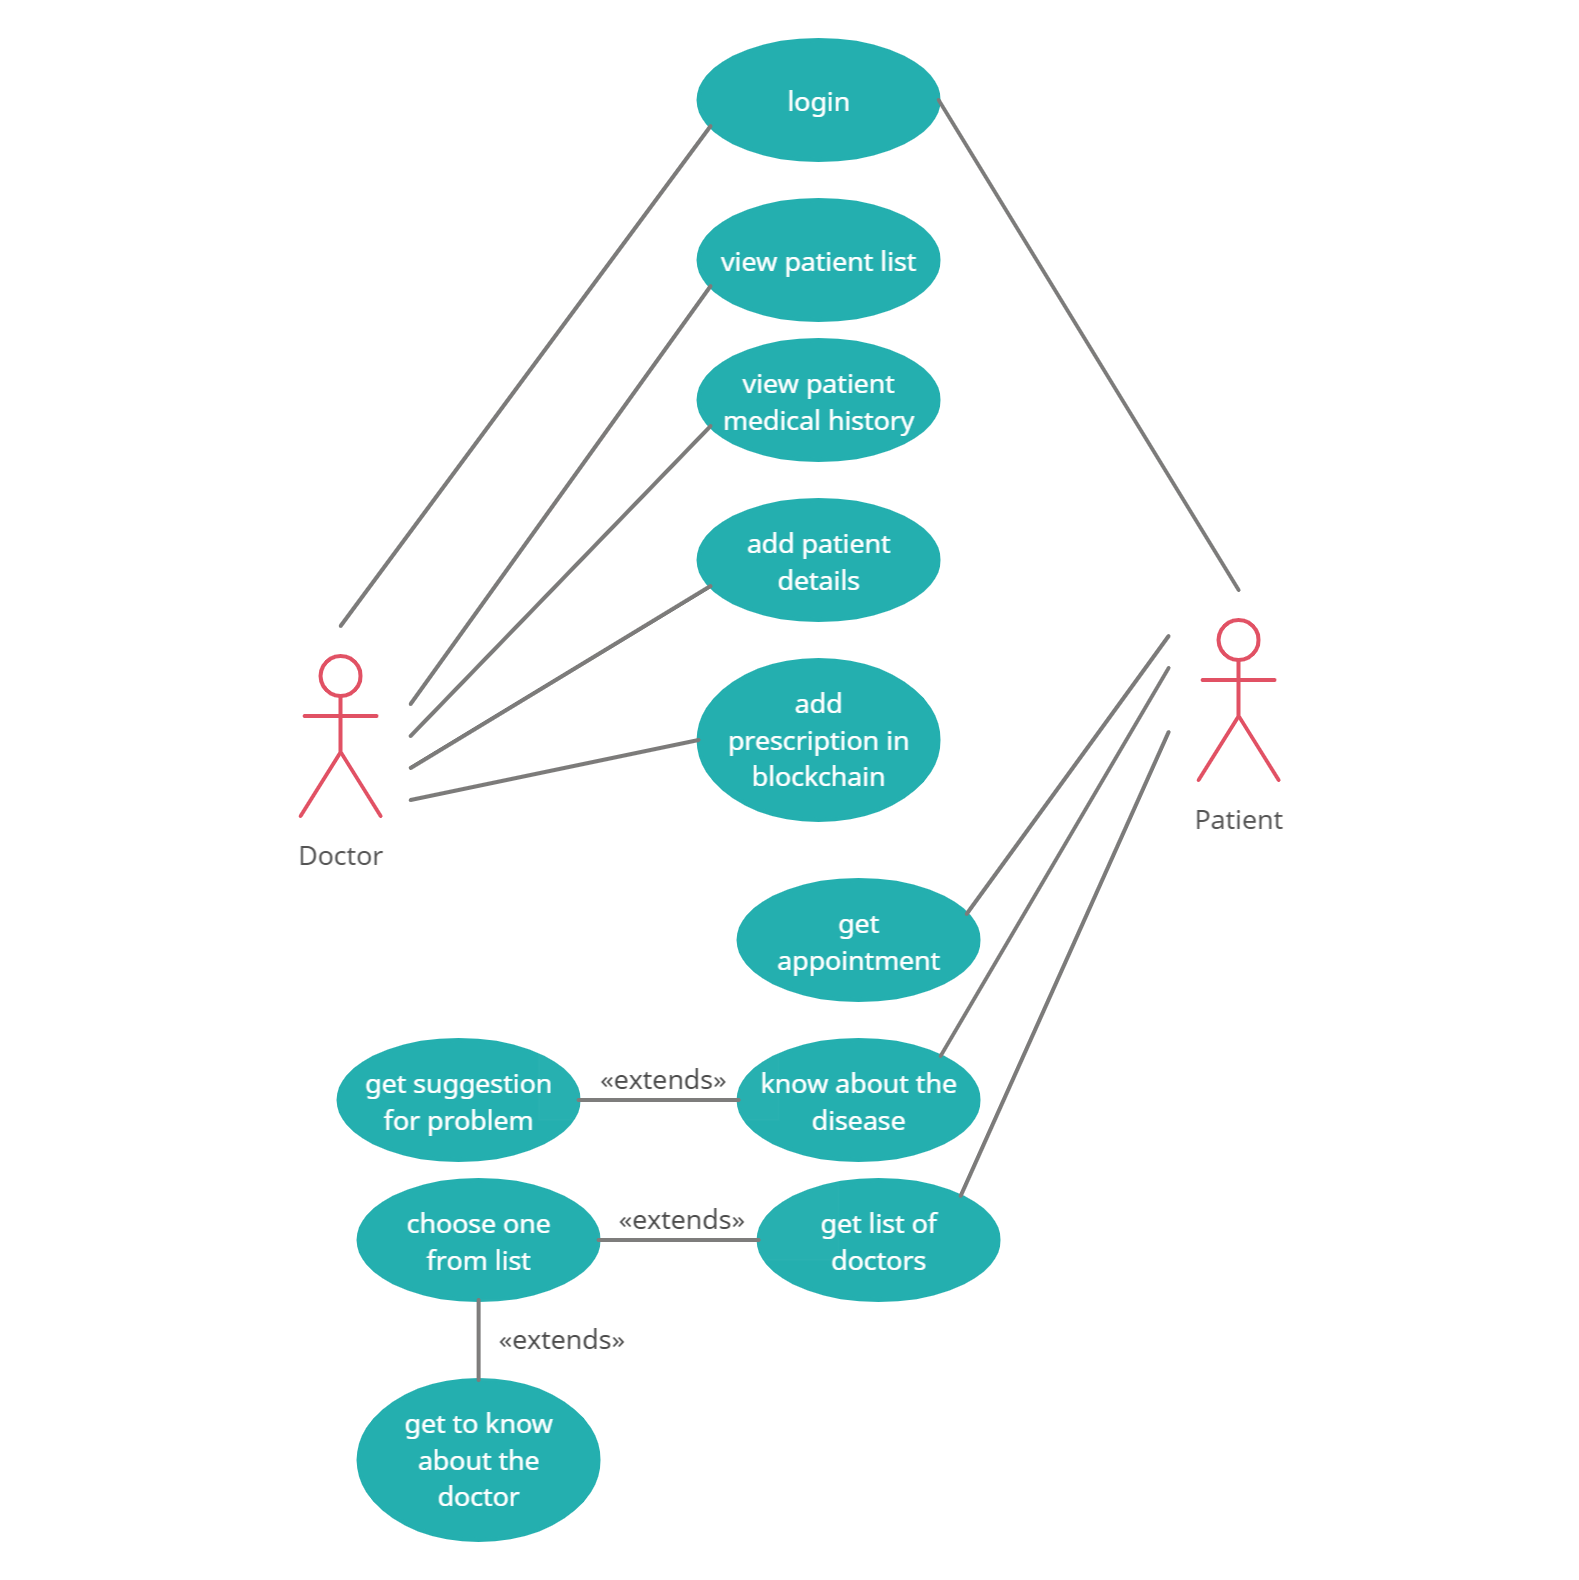 login
view patient list
view patient
medical history
add patient
details
add
prescription in
blockchain
Doctor
Patient
get
appointment
get suggestion
for problem
«extends»
know about the
disease
choose one
from list
«extends»
get list of
doctors
«extends»
get to know
about the
doctor